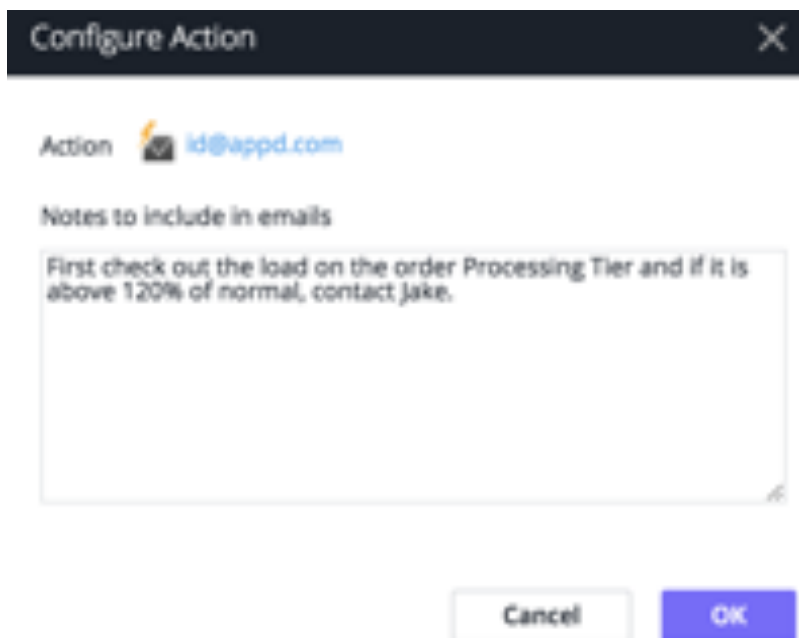 Configure Action
Action id@appd.com
Notes to include in emails
First check out the load on the order Processing Tier and if it is
above 120% of normal, contact Jake.
Cancel OK